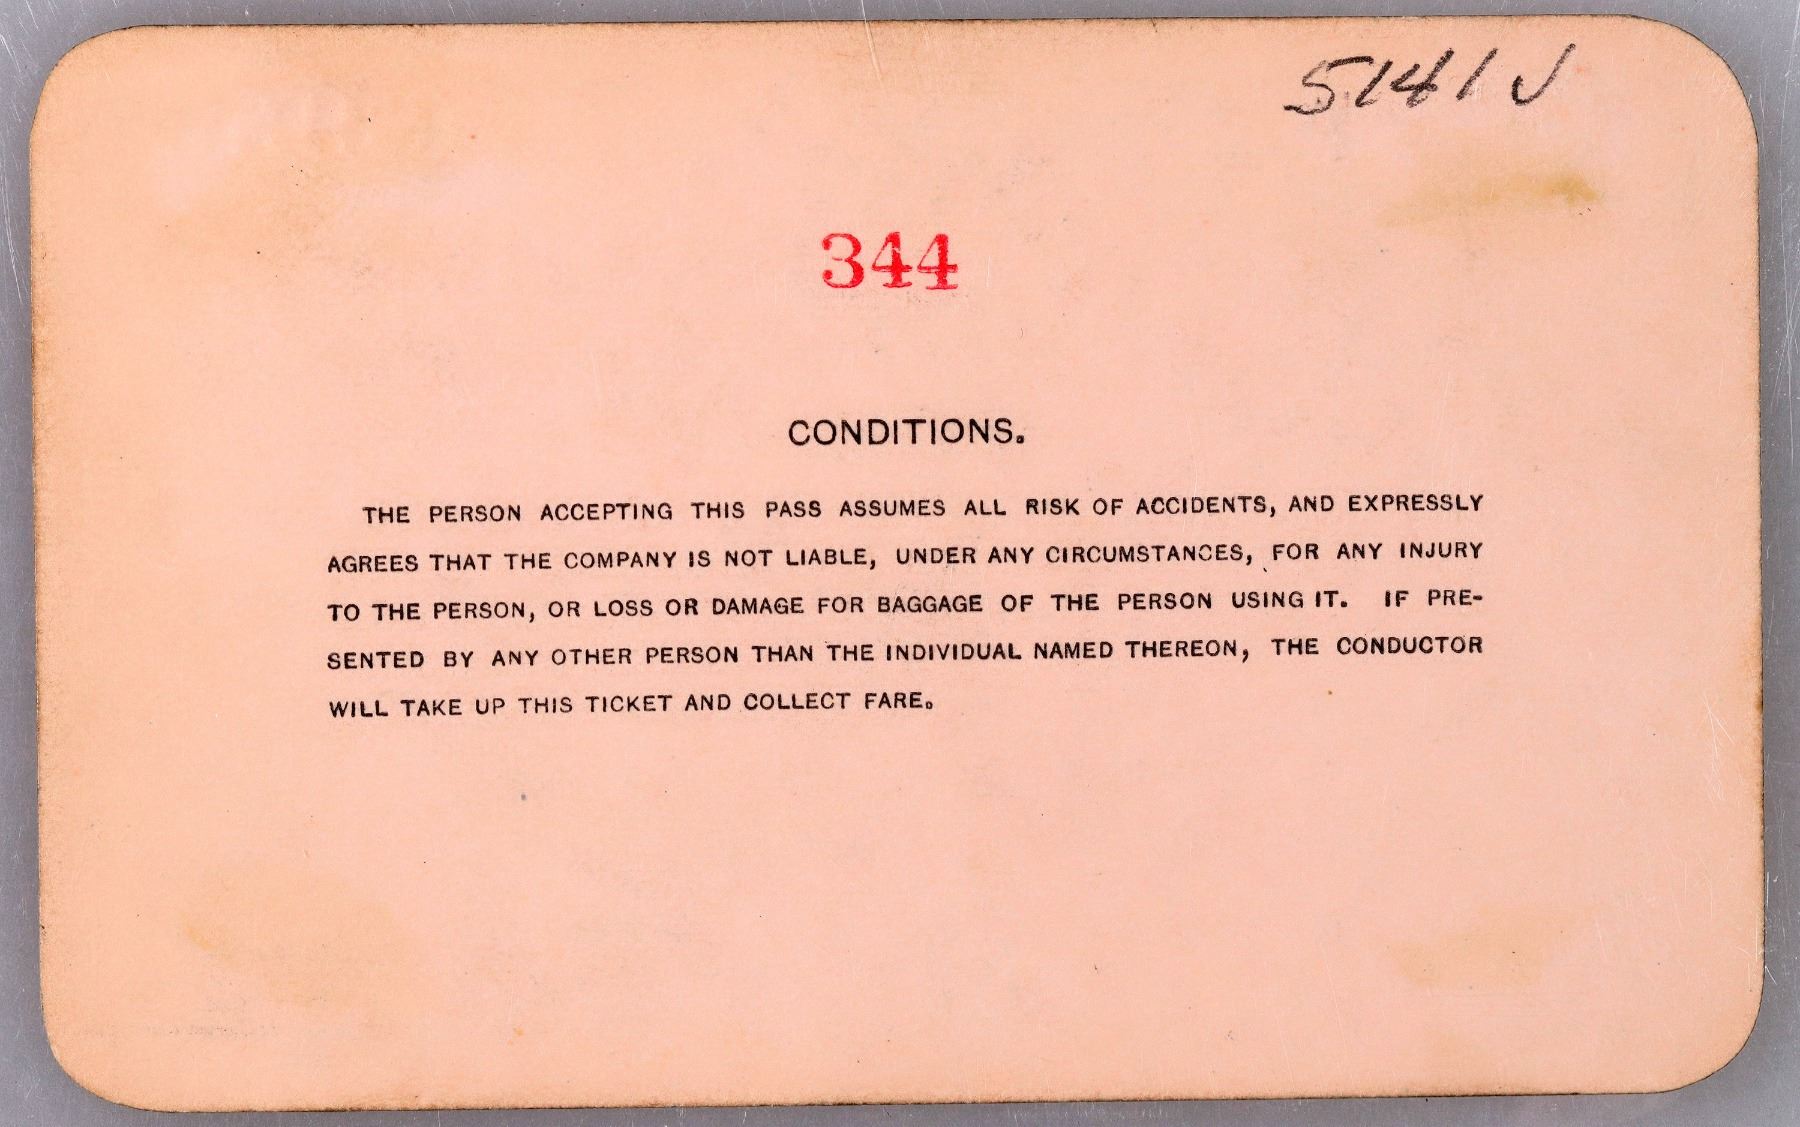 5141 J
344
CONDITIONS.
THE PERSON ACCEPTING THIS PASS ASSUMES ALL RISK OF ACCIDENTS, AND EXPRESSLY
AGREES THAT THE COMPANY IS NOT LIABLE, UNDER ANY CIRCUMSTANCES, FOR ANY INJURY
TO THE PERSON, OR LOSS OR DAMAGE FOR BAGGAGE OF THE PERSON USING IT. IF PRE-
SENTED BY ANY OTHER PERSON THAN THE INDIVIDUAL NAMED THEREON, THE CONDUCTOR
WILL TAKE UP THIS TICKET AND COLLECT FARE.